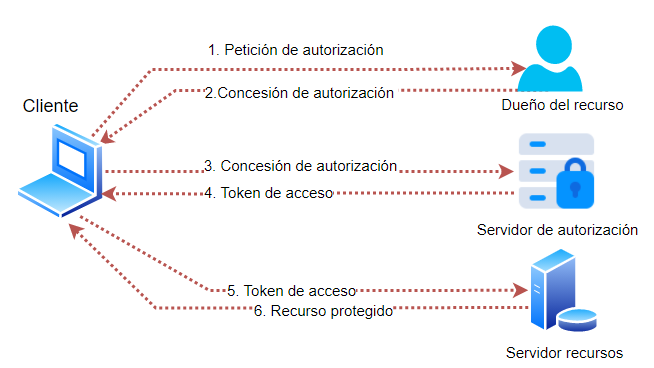 1. Petición de autorización
2.Concesión de autorización
Dueño del recurso
Cliente
3. Concesión de autorización
4. Token de acceso
Servidor de autorización
5. Token de acceso
6. Recurso protegido
Servidor recursos